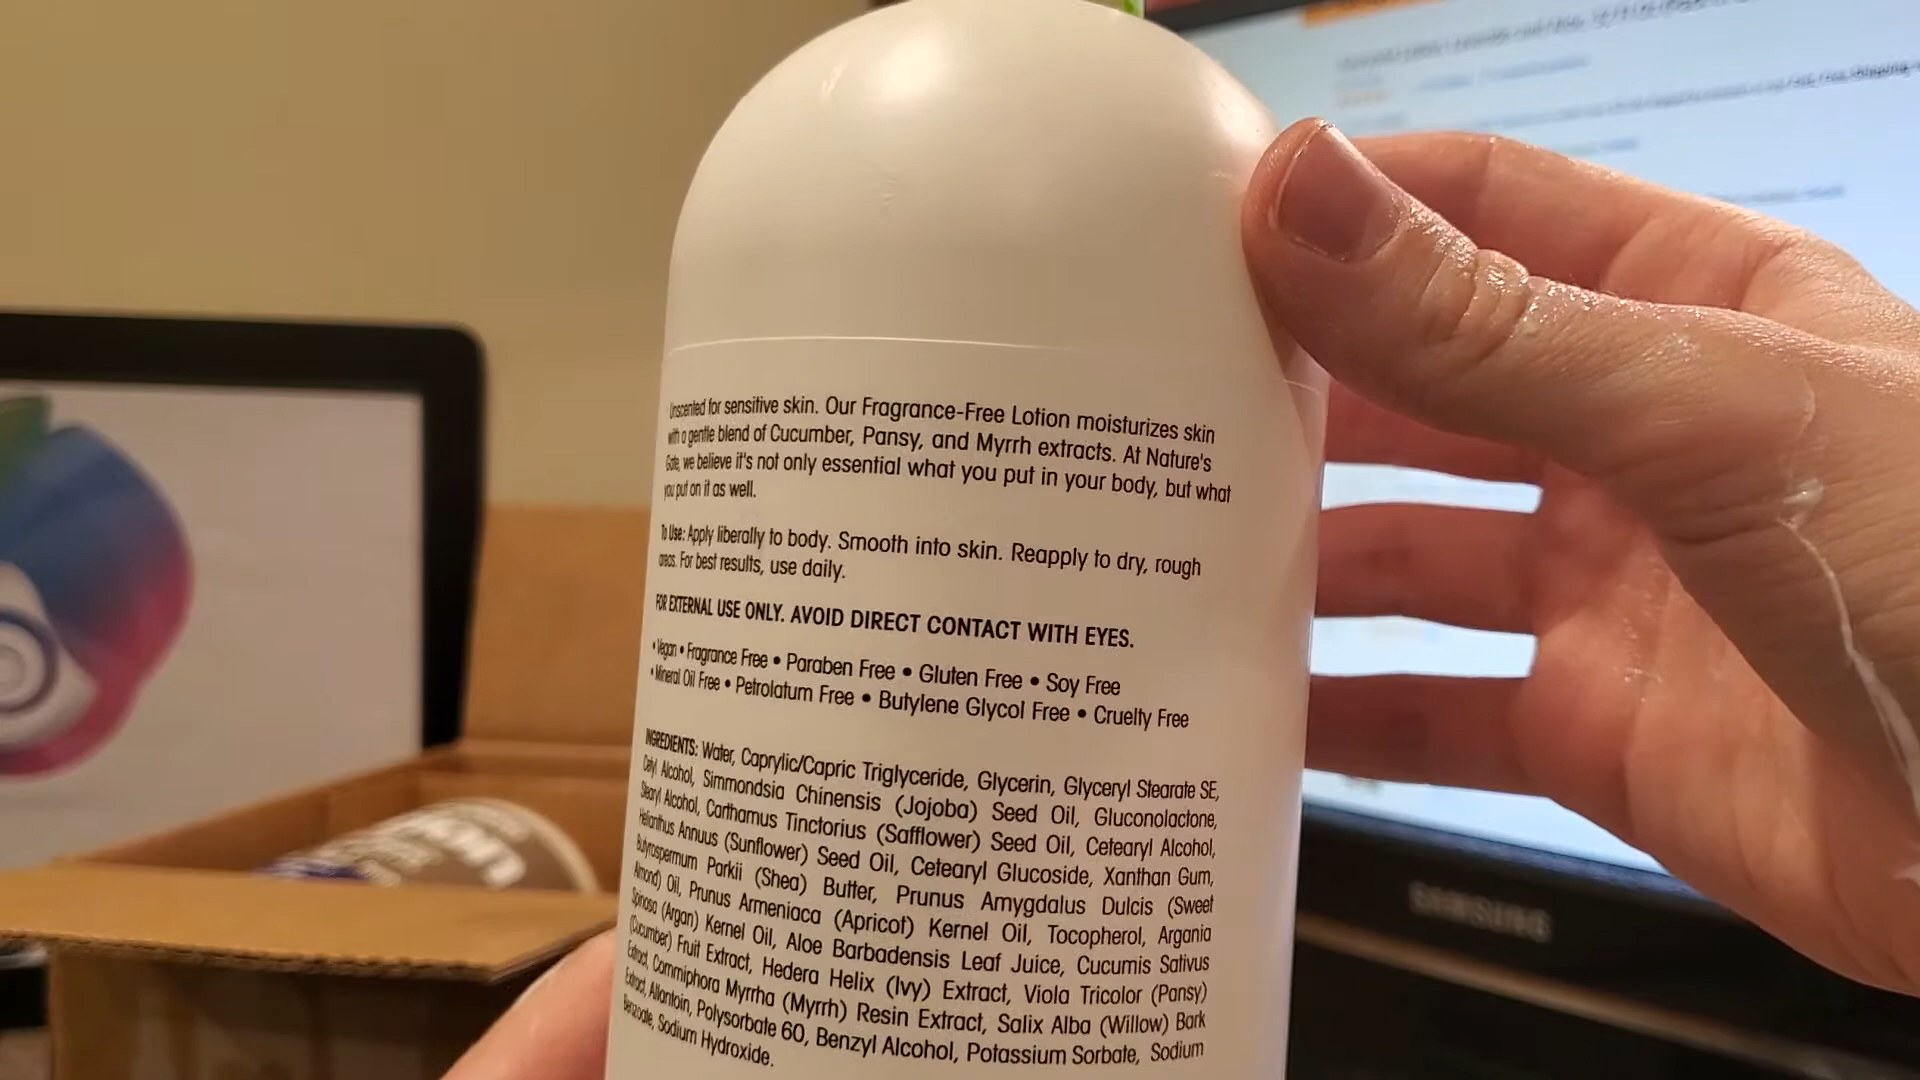 Unscented for sensitive skin. Our Fragrance-Free Lotion moisturizes skin
with a gentle blend of Cucumber, Pansy, and Myrrh extracts. At Nature's
Gate, we believe it's not only essential what you put in your body, but what
you put on it as well.
To Use: Apply liberally to body. Smooth into skin. Reapply to dry, rough
areas. For best results, use daily.
FOR EXTERNAL USE ONLY. AVOID DIRECT CONTACT WITH EYES.
• Vegan • Fragrance Free • Paraben Free • Gluten Free • Soy Free
• Mineral Oil Free • Petrolatum Free • Butylene Glycol Free • Cruelty Free
INGREDIENTS: Water, Caprylic/Capric Triglyceride, Glycerin, Glyceryl Stearate SE,
Cetyl Alcohol, Simmondsia Chinensis (Jojoba) Seed Oil, Gluconolactone,
Stearyl Alcohol, Carthamus Tinctorius (Safflower) Seed Oil, Cetearyl Alcohol,
Helianthus Annuus (Sunflower) Seed Oil, Cetearyl Glucoside, Xanthan Gum,
Butyrospermum Parkii (Shea) Butter, Prunus Amygdalus Dulcis (Sweet
Almond) Oil, Prunus Armeniaca (Apricot) Kernel Oil, Tocopherol, Argania
Spinosa (Argan) Kernel Oil, Aloe Barbadensis Leaf Juice, Cucumis Sativus
(Cucumber) Fruit Extract, Hedera Helix (Ivy) Extract, Viola Tricolor (Pansy)
Extract, Commiphora Myrrha (Myrrh) Resin Extract, Salix Alba (Willow) Bark
Extract, Allantoin, Polysorbate 60, Benzyl Alcohol, Potassium Sorbate, Sodium
Benzoate, Sodium Hydroxide.
SAMSUNG